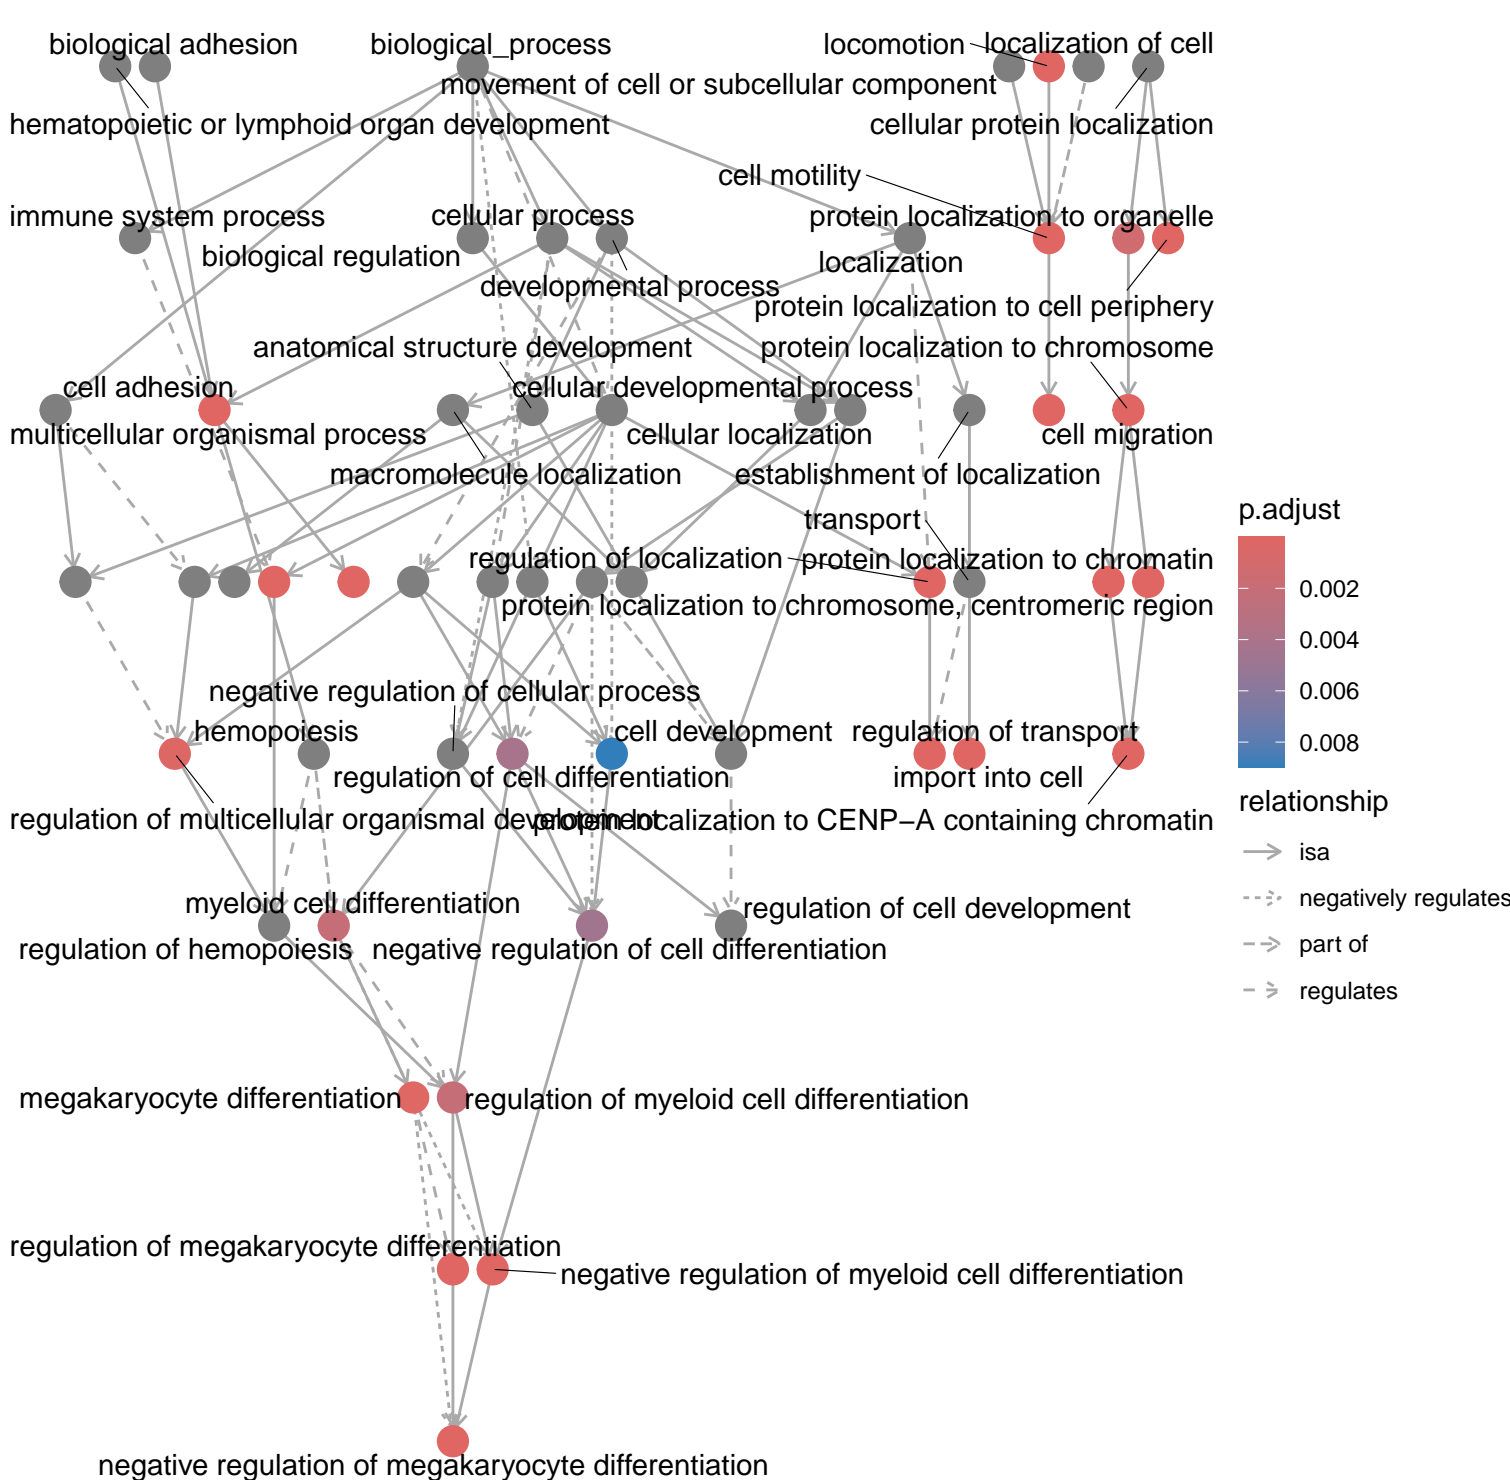 biological adhesion
biological_process
locomotion
localization of cell
movement of cell or subcellular component
hematopoietic or lymphoid organ development
cellular protein localization
cell motility
immune system process
cellular process
protein localization to organelle
biological regulation
localization
developmental process
protein localization to cell periphery
anatomical structure development
protein localization to chromosome
cell adhesion
cellular developmental process
multicellular organismal process
cellular localization
cell migration
macromolecule localization
establishment of localization
transport
regulation of localization
protein localization to chromatin
protein localization to chromosome, centromeric region
negative regulation of cellular process
hemopoiesis
cell development
regulation of transport
regulation of cell differentiation
import into cell
regulation of multicellular organismal development
protein localization to CENP−A containing chromatin
myeloid cell differentiation
regulation of cell development
regulation of hemopoiesis
negative regulation of cell differentiation
megakaryocyte differentiation
regulation of myeloid cell differentiation
regulation of megakaryocyte differentiation
negative regulation of myeloid cell differentiation
negative regulation of megakaryocyte differentiation
p.adjust
0.002
0.004
0.006
0.008
relationship
isa
negatively regulates
part of
regulates